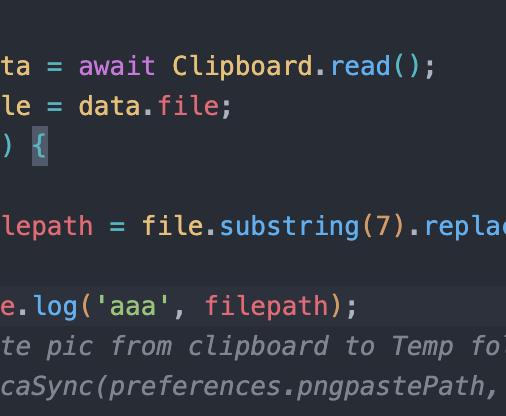 ta = await Clipboard.read();
le = data.file;
) {
lepath = file.substring(7).replac
e.log('aaa', filepath);
te pic from clipboard to Temp fol
caSync(preferences.pngpastePath,